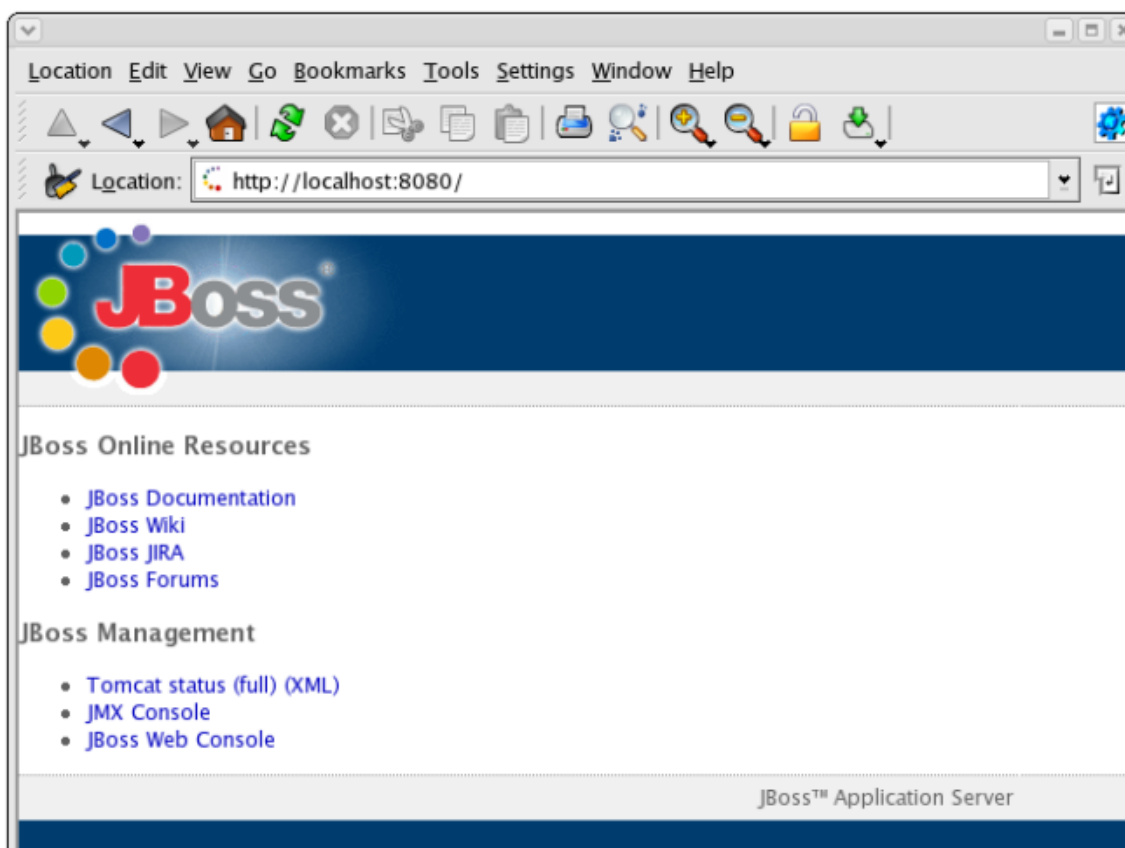 Location Edit View Go Bookmarks Tools Settings Window Help
Location: http://localhost:8080/
JBoss®
JBoss Online Resources
JBoss Documentation
JBoss Wiki
JBoss JIRA
JBoss Forums
JBoss Management
Tomcat status (full) (XML)
JMX Console
JBoss Web Console
JBoss™ Application Server